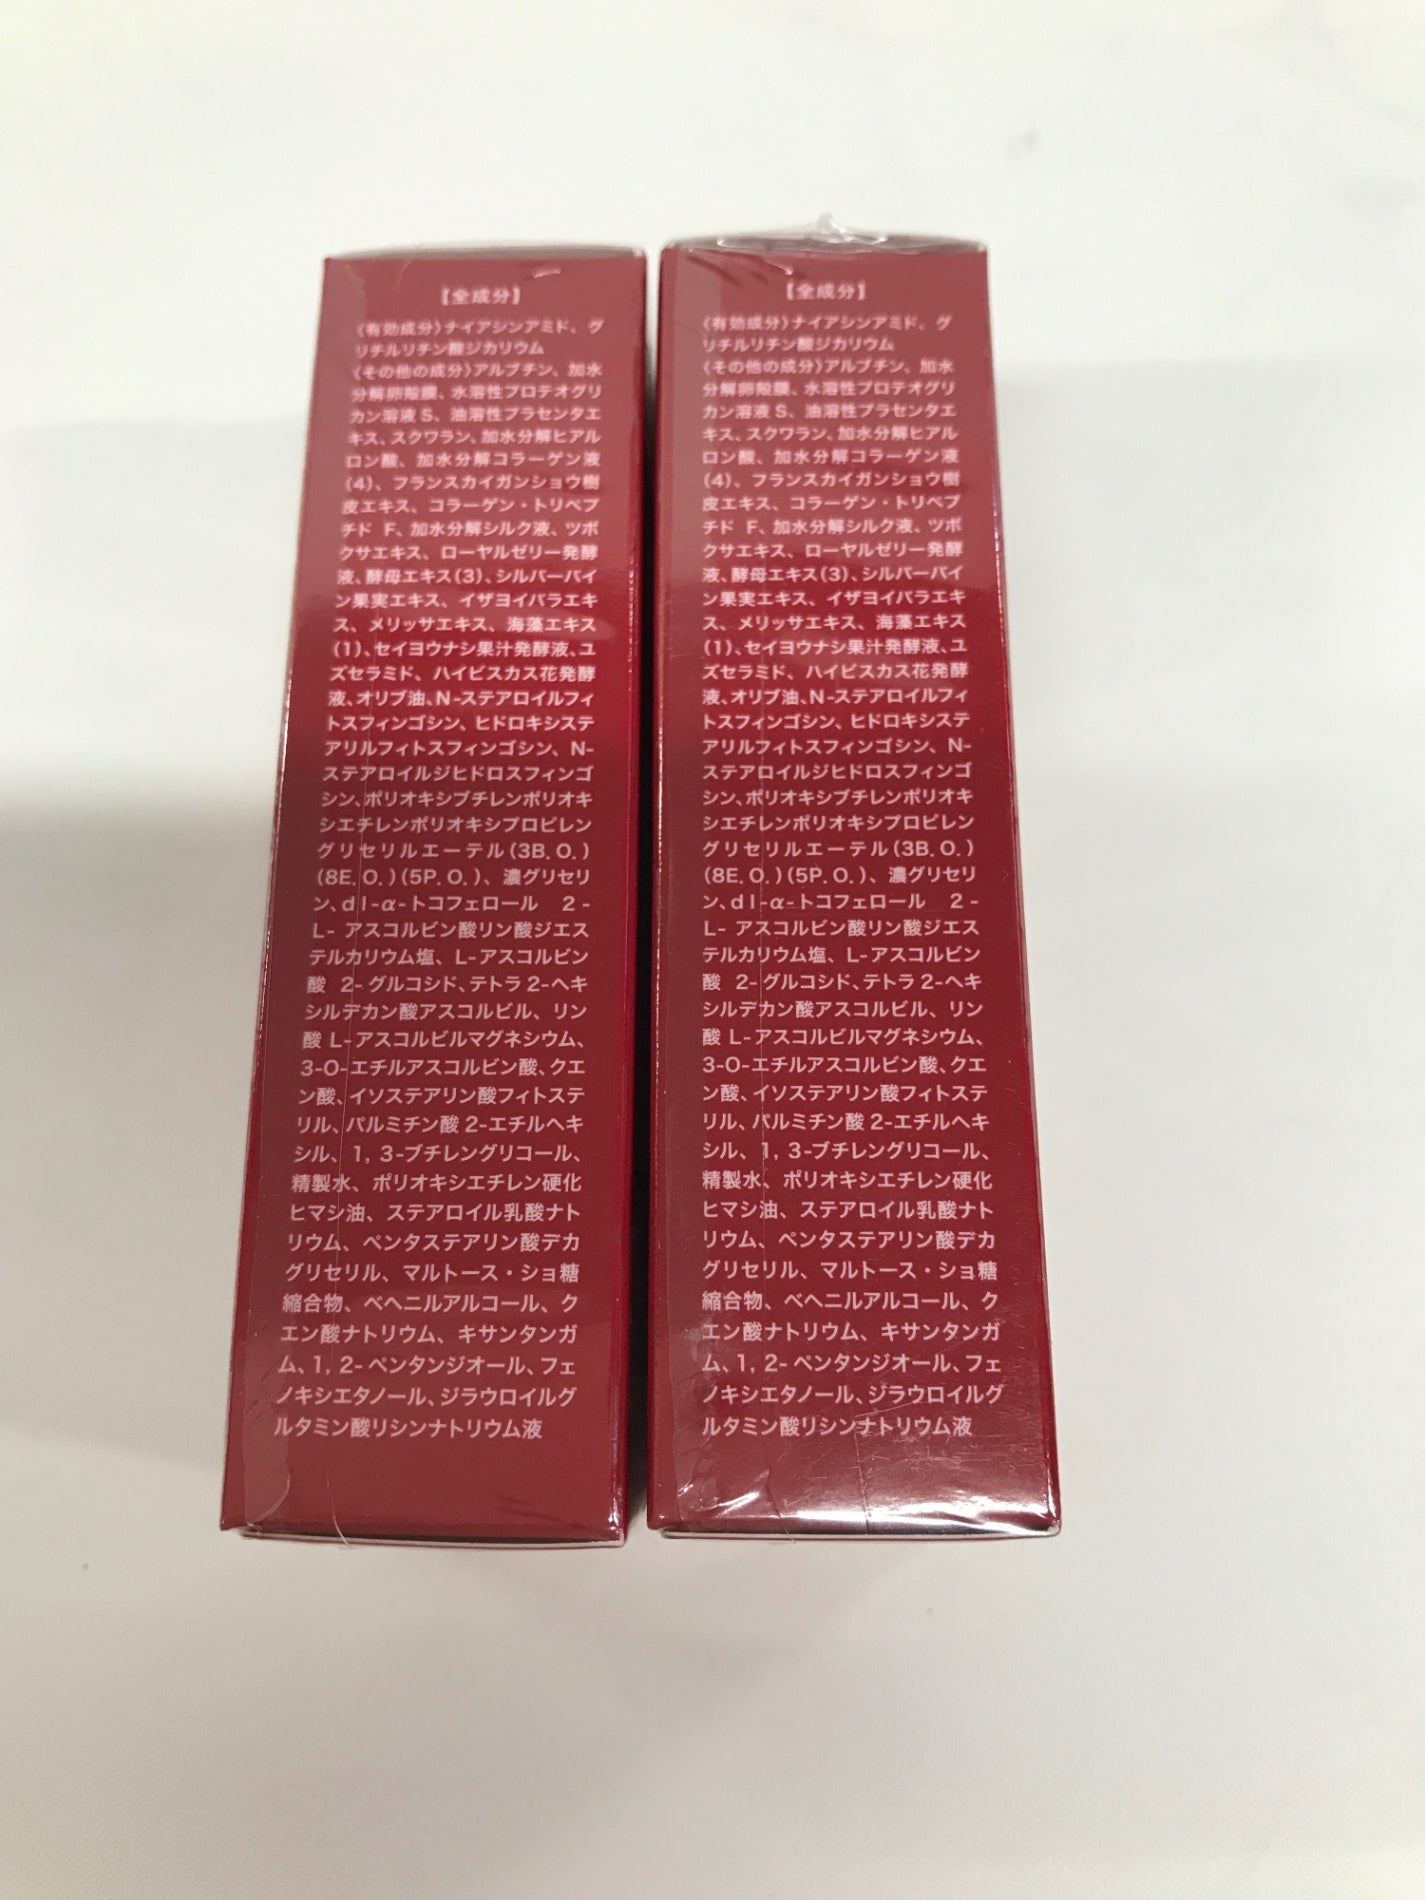 【全成分】
〈有効成分〉ナイアシンアミド、グ
リチルリチン酸ジカリウム
〈その他の成分〉アルブチン、加水
分解卵殻膜、水溶性プロテオグリ
カン溶液S、油溶性プラセンタエ
キス、スクワラン、加水分解ヒアル
ロン酸、加水分解コラーゲン液
(4)、フランスカイガンショウ樹
皮エキス、コラーゲン・トリペプ
チド F、加水分解シルク液、ツボ
クサエキス、ローヤルゼリー発酵
液、酵母エキス(3)、シルバーバイ
ン果実エキス、イザヨイバラエキ
ス、メリッサエキス、海藻エキス
(1)、セイヨウナシ果汁発酵液、ユ
ズセラミド、ハイビスカス花発酵
液、オリブ油、N-ステアロイルフィ
トスフィンゴシン、ヒドロキシステ
アリルフィトスフィンゴシン、N-
ステアロイルジヒドロスフィンゴ
シン、ポリオキシブチレンポリオキ
シエチレンポリオキシプロピレン
グリセリルエーテル(3B.O.)
(8E.O.)(5P.O.)、濃グリセリ
ン、dl-α-トコフェロール 2-
L- アスコルビン酸リン酸ジエス
テルカリウム塩、L-アスコルビン
酸 2-グルコシド、テトラ2-ヘキ
シルデカン酸アスコルビル、リン
酸L-アスコルビルマグネシウム、
3-O-エチルアスコルビン酸、クエ
ン酸、イソステアリン酸フィトステ
リル、パルミチン酸2-エチルヘキ
シル、1,3-ブチレングリコール、
精製水、ポリオキシエチレン硬化
ヒマシ油、ステアロイル乳酸ナト
リウム、ペンタステアリン酸デカ
グリセリル、マルトース・ショ糖
縮合物、ベヘニルアルコール、ク
エン酸ナトリウム、キサンタンガ
ム、1,2-ペンタンジオール、フェ
ノキシエタノール、ジラウロイルグ
ルタミン酸リシンナトリウム液
【全成分】
〈有効成分〉ナイアシンアミド、グ
リチルリチン酸ジカリウム
〈その他の成分〉アルブチン、加水
分解卵殻膜、水溶性プロテオグリ
カン溶液S、油溶性プラセンタエ
キス、スクワラン、加水分解ヒアル
ロン酸、加水分解コラーゲン液
(4)、フランスカイガンショウ樹
皮エキス、コラーゲン・トリペプ
チド F、加水分解シルク液、ツボ
クサエキス、ローヤルゼリー発酵
液、酵母エキス(3)、シルバーバイ
ン果実エキス、イザヨイバラエキ
ス、メリッサエキス、海藻エキス
(1)、セイヨウナシ果汁発酵液、ユ
ズセラミド、ハイビスカス花発酵
液、オリブ油、N-ステアロイルフィ
トスフィンゴシン、ヒドロキシステ
アリルフィトスフィンゴシン、N-
ステアロイルジヒドロスフィンゴ
シン、ポリオキシブチレンポリオキ
シエチレンポリオキシプロピレン
グリセリルエーテル(3B.O.)
(8E.O.)(5P.O.)、濃グリセリ
ン、dl-α-トコフェロール 2-
L- アスコルビン酸リン酸ジエス
テルカリウム塩、L-アスコルビン
酸 2-グルコシド、テトラ2-ヘキ
シルデカン酸アスコルビル、リン
酸L-アスコルビルマグネシウム、
3-O-エチルアスコルビン酸、クエ
ン酸、イソステアリン酸フィトステ
リル、パルミチン酸2-エチルヘキ
シル、1,3-ブチレングリコール、
精製水、ポリオキシエチレン硬化
ヒマシ油、ステアロイル乳酸ナト
リウム、ペンタステアリン酸デカ
グリセリル、マルトース・ショ糖
縮合物、ベヘニルアルコール、ク
エン酸ナトリウム、キサンタンガ
ム、1,2-ペンタンジオール、フェ
ノキシエタノール、ジラウロイルグ
ルタミン酸リシンナトリウム液